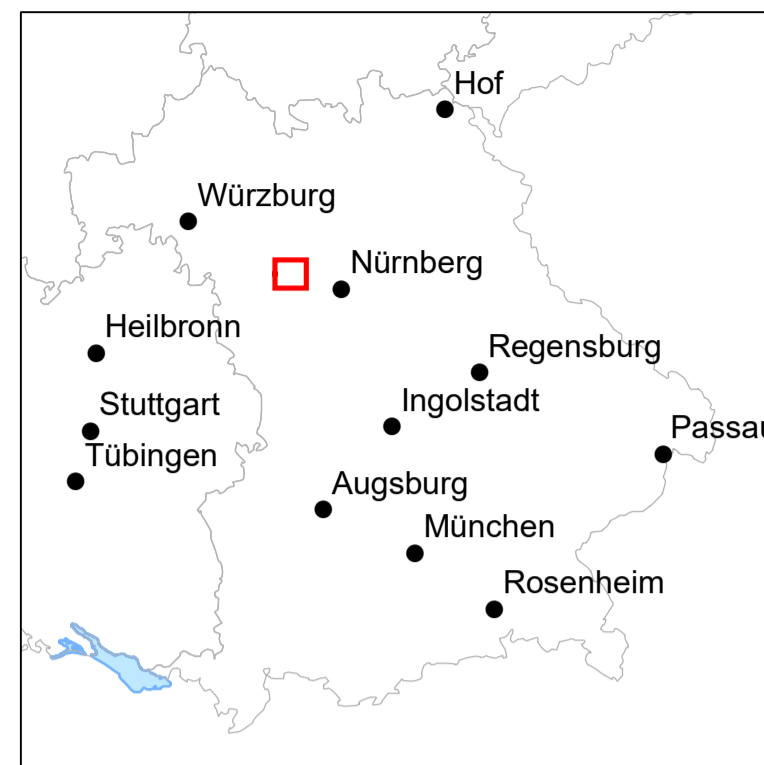 Hof
Würzburg
Nürnberg
Heilbronn
Regensburg
Stuttgart
Ingolstadt
Passau
Tübingen
Augsburg
München
Rosenheim